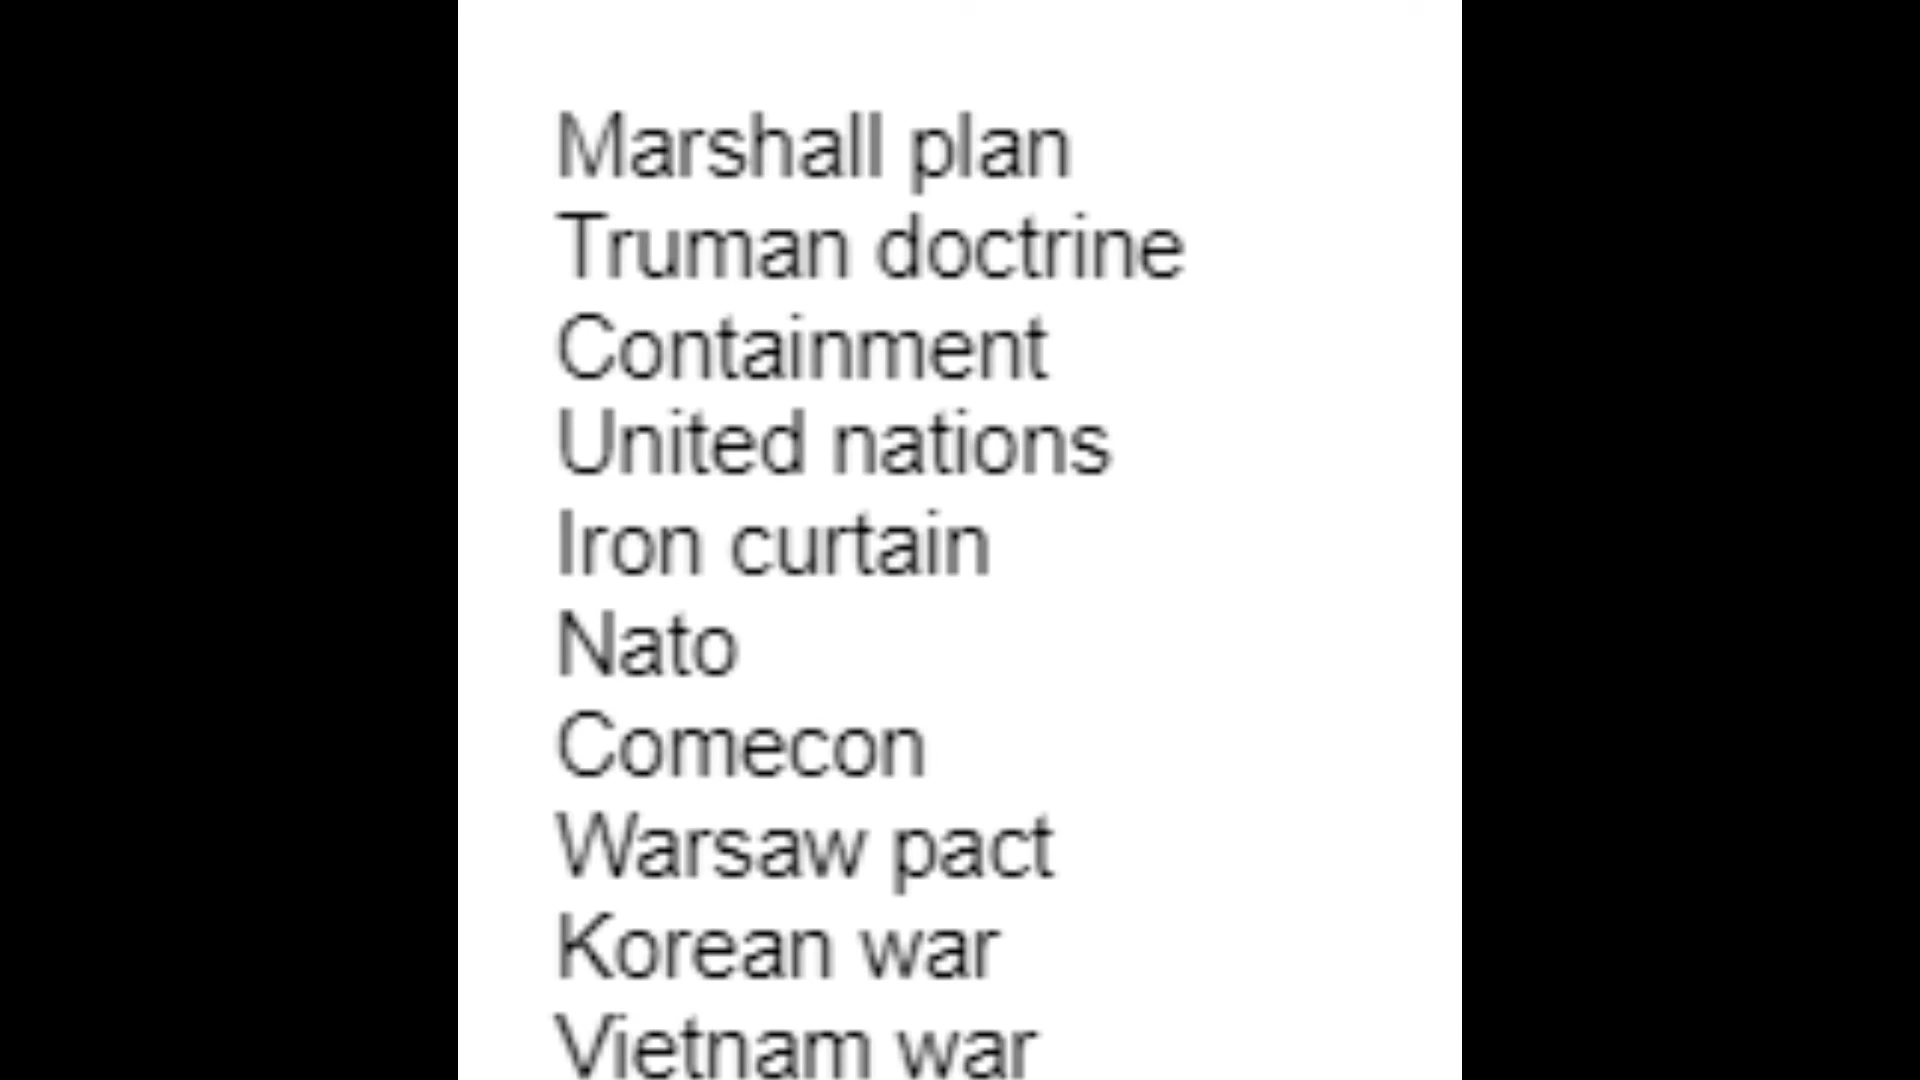 Marshall plan
Truman doctrine
Containment
United nations
Iron curtain
Nato
Comecon
Warsaw pact
Korean war
Vietnam war